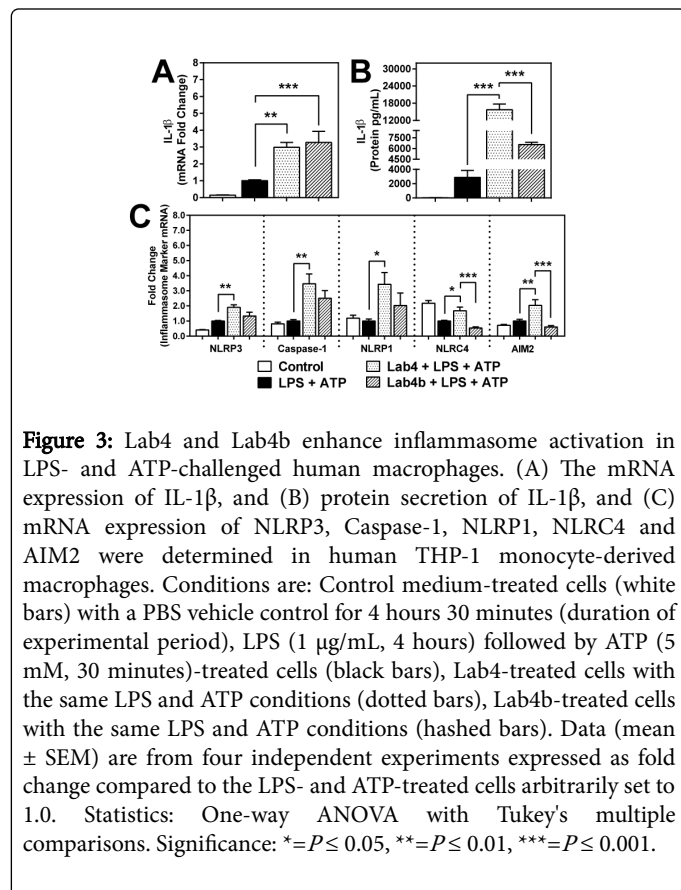 A
B
IL-1β
(mRNA Fold Change)
8
7
6
5
4
3
2
1
0
***
**
IL-1β
(Protein pg/mL)
30000
24000
18000
12000
7500
6000
4500
4000
2000
0
***
***
C
Fold Change
(Inflammasome Marker mRNA)
8.0
7.0
6.0
5.0
4.0
3.0
2.0
1.0
0.0
**
**
*
*
***
**
***
NLRP3 Caspase-1 NLRP1 NLRC4 AIM2
Control Lab4 + LPS + ATP
LPS + ATP Lab4b + LPS + ATP
Figure 3: Lab4 and Lab4b enhance inflammasome activation in
LPS- and ATP-challenged human macrophages. (A) The mRNA
expression of IL-1β, and (B) protein secretion of IL-1β, and (C)
mRNA expression of NLRP3, Caspase-1, NLRP1, NLRC4 and
AIM2 were determined in human THP-1 monocyte-derived
macrophages. Conditions are: Control medium-treated cells (white
bars) with a PBS vehicle control for 4 hours 30 minutes (duration of
experimental period), LPS (1 μg/mL, 4 hours) followed by ATP (5
mM, 30 minutes)-treated cells (black bars), Lab4-treated cells with
the same LPS and ATP conditions (dotted bars), Lab4b-treated cells
with the same LPS and ATP conditions (hashed bars). Data (mean
± SEM) are from four independent experiments expressed as fold
change compared to the LPS- and ATP-treated cells arbitrarily set to
1.0. Statistics: One-way ANOVA with Tukey's multiple
comparisons. Significance: *=P ≤ 0.05, **=P ≤ 0.01, ***=P ≤ 0.001.